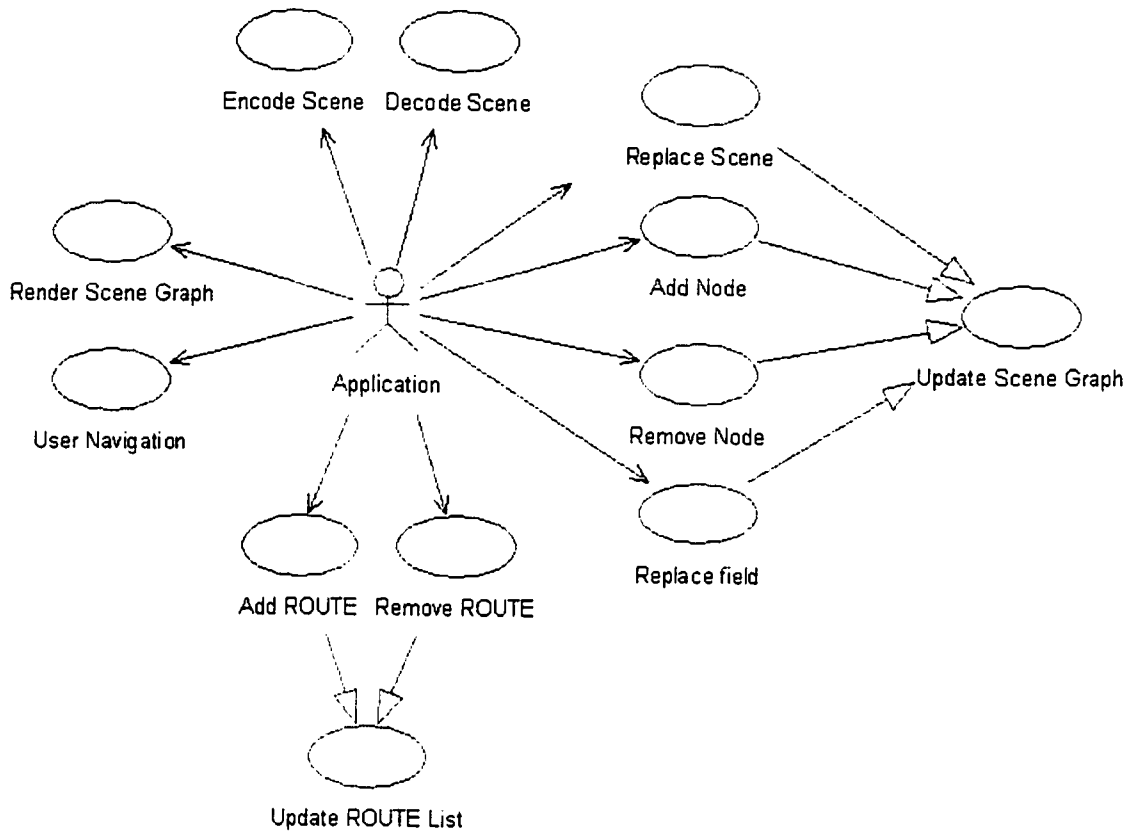 Encode Scene
Decode Scene
Replace Scene
Render Scene Graph
Add Node
Update Scene Graph
Application
User Navigation
Remove Node
Replace field
Add ROUTE
Remove ROUTE
Update ROUTE List